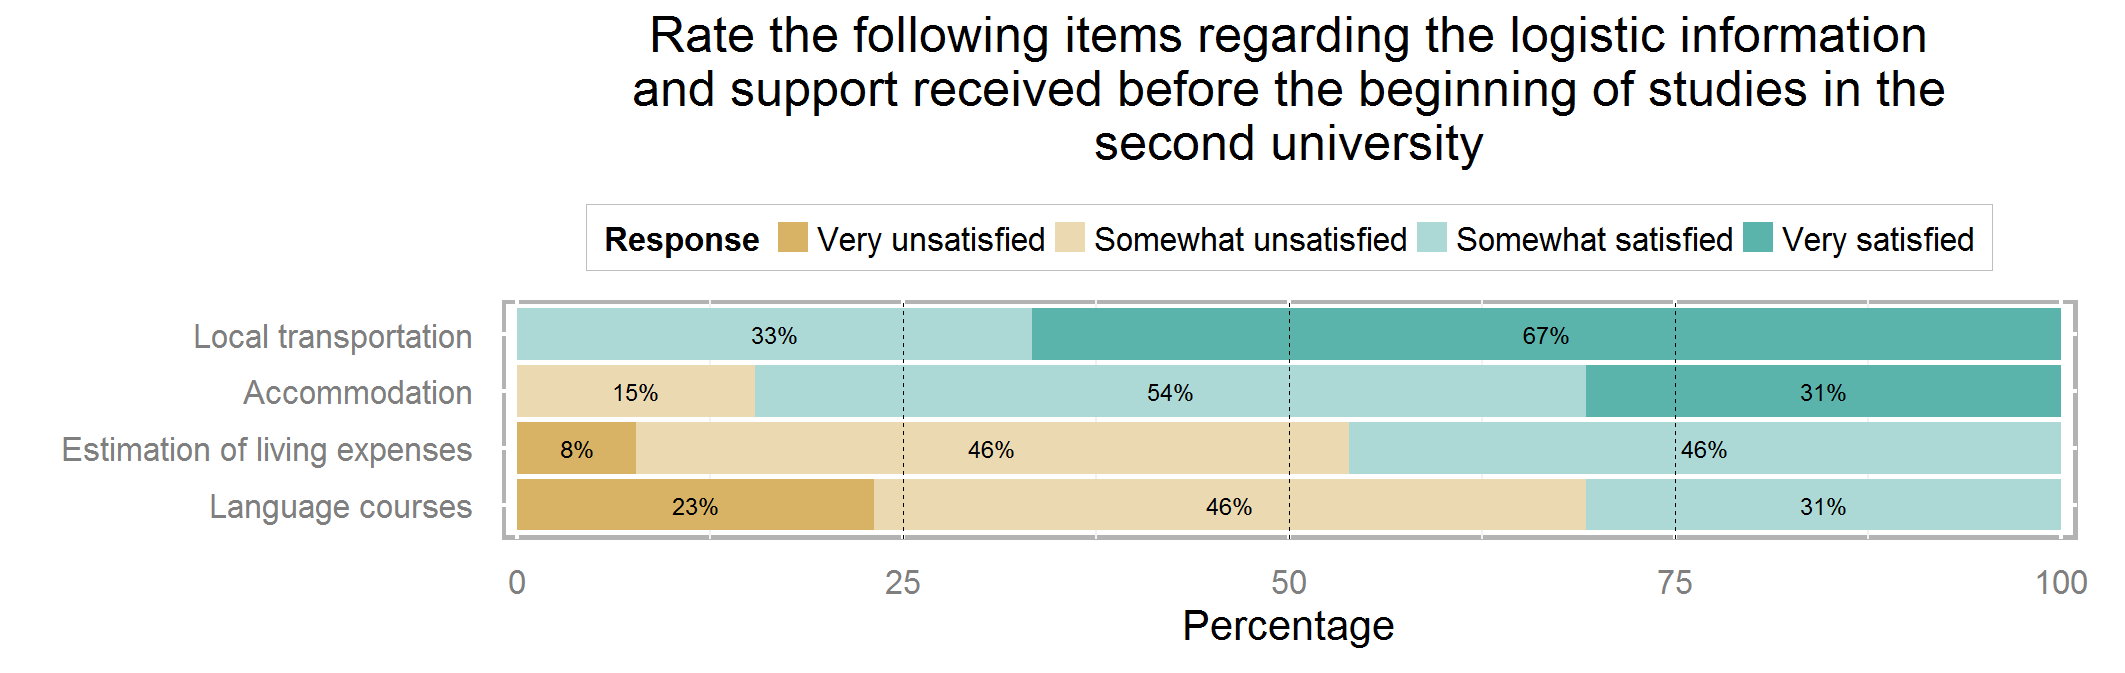 Rate the following items regarding the logistic information
and support received before the beginning of studies in the
second university
Response Very unsatisfied Somewhat unsatisfied Somewhat satisfied Very satisfied
Local transportation 33% 67%
Accommodation 15% 54% 31%
Estimation of living expenses 8% 46% 46%
Language courses 23% 46% 31%
0 25 50 75 100
Percentage